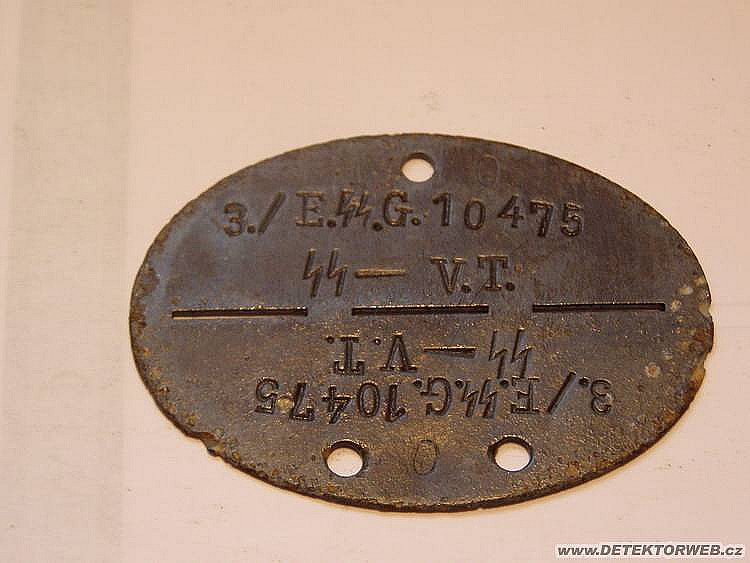 O
3./ E.ᛋᛋ.G. 10475
ᛋᛋ — V.T.
ᛋᛋ — V.T.
3./E.ᛋᛋ.G.10475
O
www.DETEKTORWEB.cz